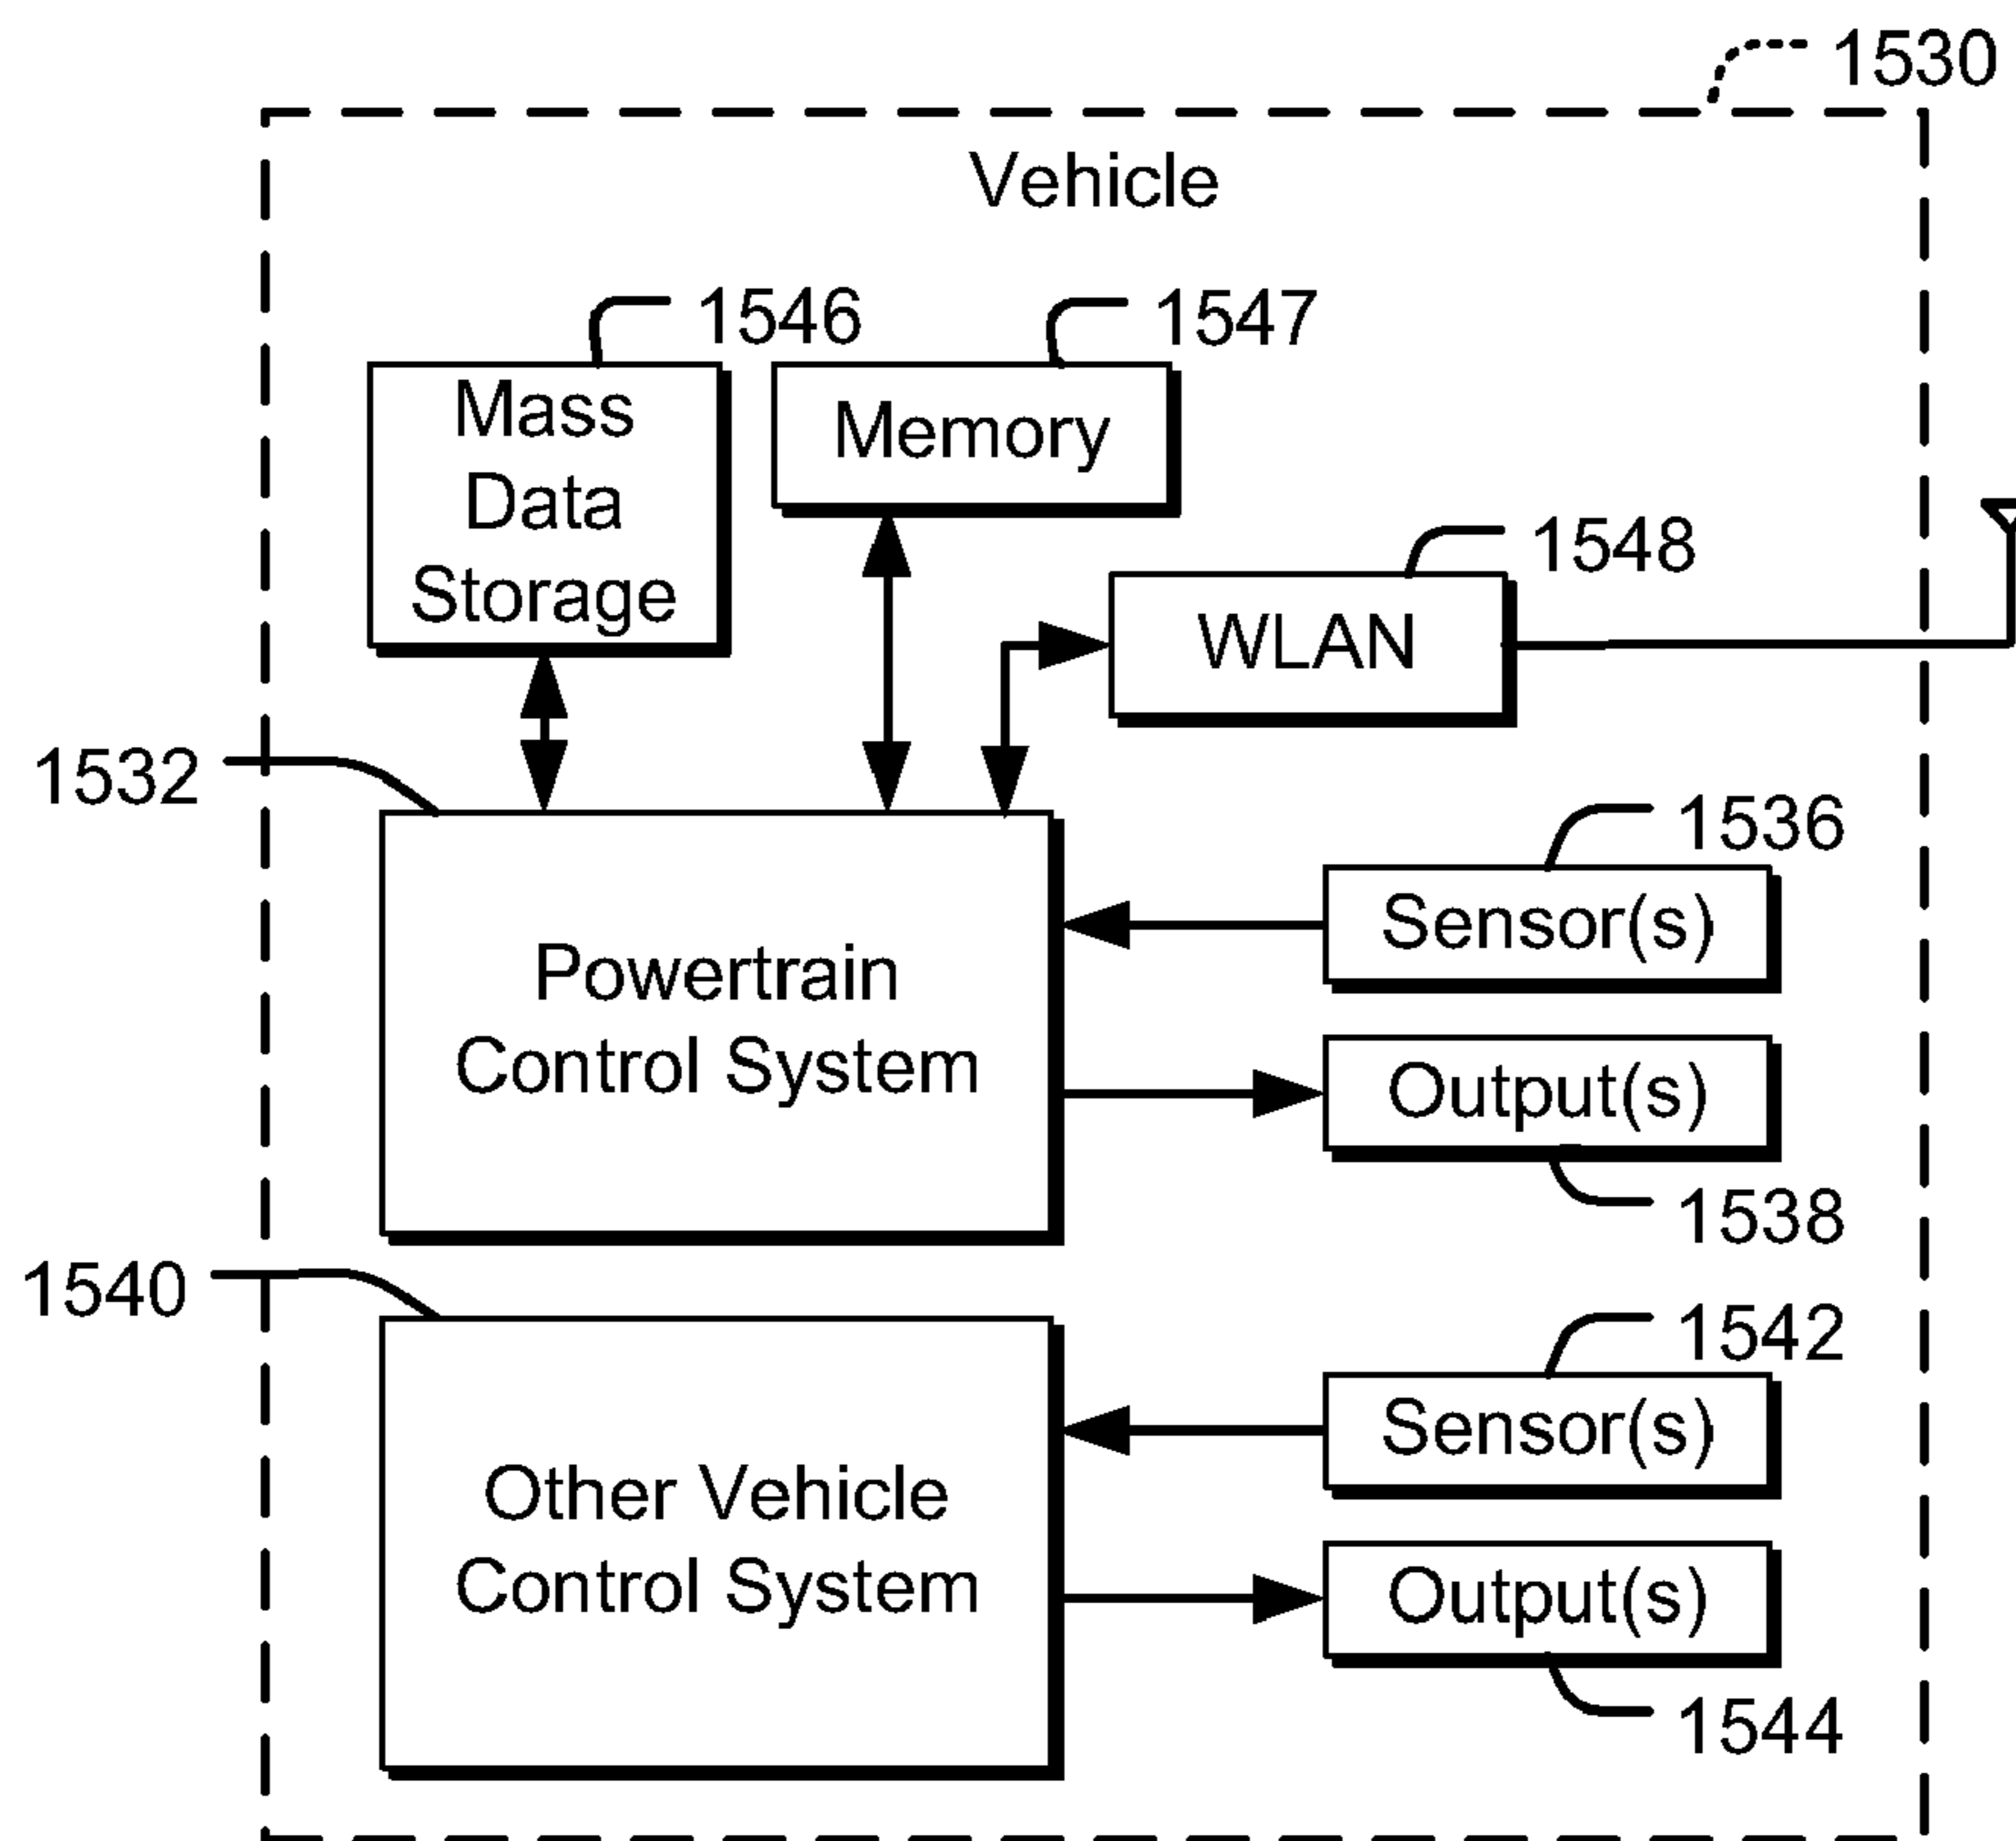 1530
Vehicle
1546
1547
Mass
Data
Storage
Memory
1548
WLAN
1532
1536
Sensor(s)
Powertrain
Control System
Output(s)
1538
1540
1542
Sensor(s)
Other Vehicle
Control System
Output(s)
1544